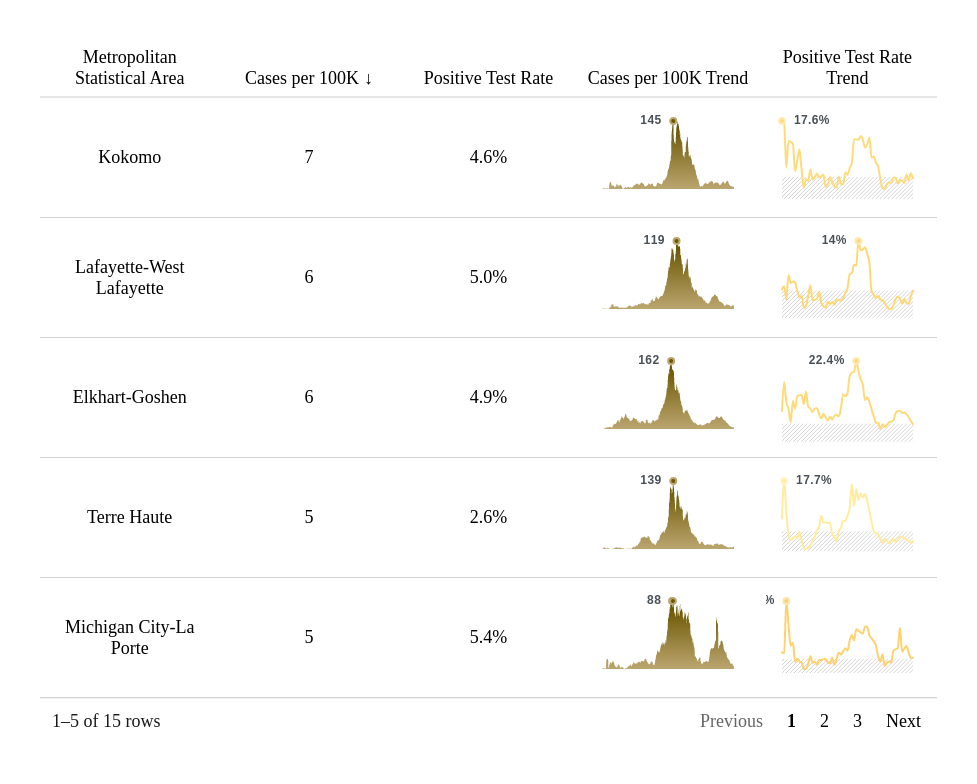 Metropolitan
Statistical Area
Cases per 100K ↓
Positive Test Rate
Cases per 100K Trend
Positive Test Rate
Trend
Kokomo
7
4.6%
145
17.6%
Lafayette-West
Lafayette
6
5.0%
119
14%
Elkhart-Goshen
6
4.9%
162
22.4%
Terre Haute
5
2.6%
139
17.7%
Michigan City-La
Porte
5
5.4%
88
%
1–5 of 15 rows
Previous 1 2 3 Next